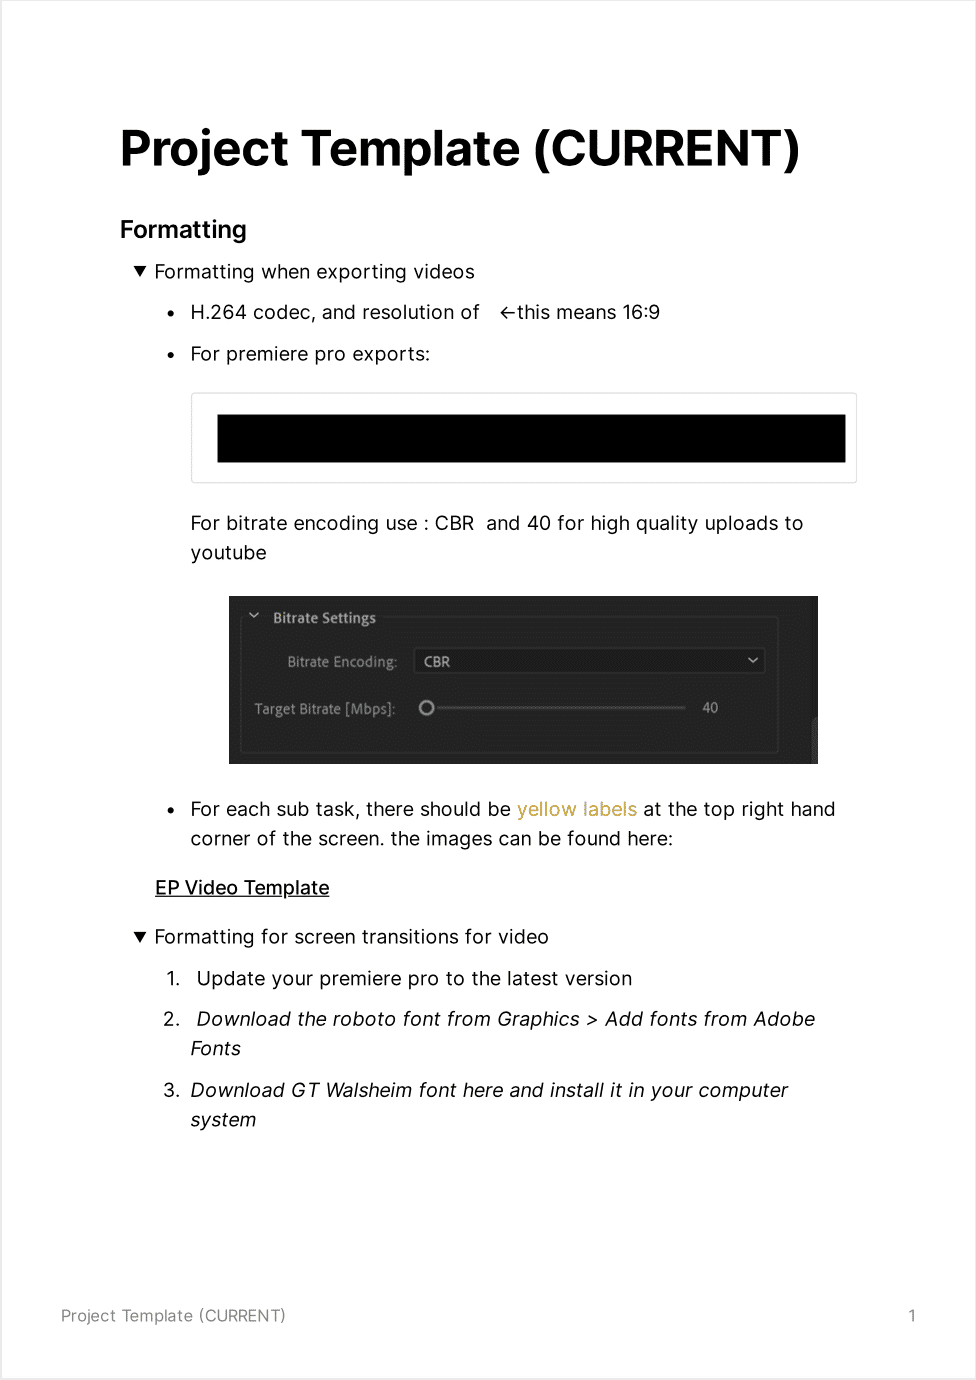 Project Template (CURRENT)
Formatting
▼ Formatting when exporting videos
• H.264 codec, and resolution of ←this means 16:9
• For premiere pro exports:
For bitrate encoding use : CBR and 40 for high quality uploads to
youtube
Bitrate Settings
Bitrate Encoding: CBR
Target Bitrate [Mbps]: 40
• For each sub task, there should be yellow labels at the top right hand
corner of the screen. the images can be found here:
EP Video Template
▼ Formatting for screen transitions for video
1. Update your premiere pro to the latest version
2. Download the roboto font from Graphics > Add fonts from Adobe
Fonts
3. Download GT Walsheim font here and install it in your computer
system
Project Template (CURRENT) 1